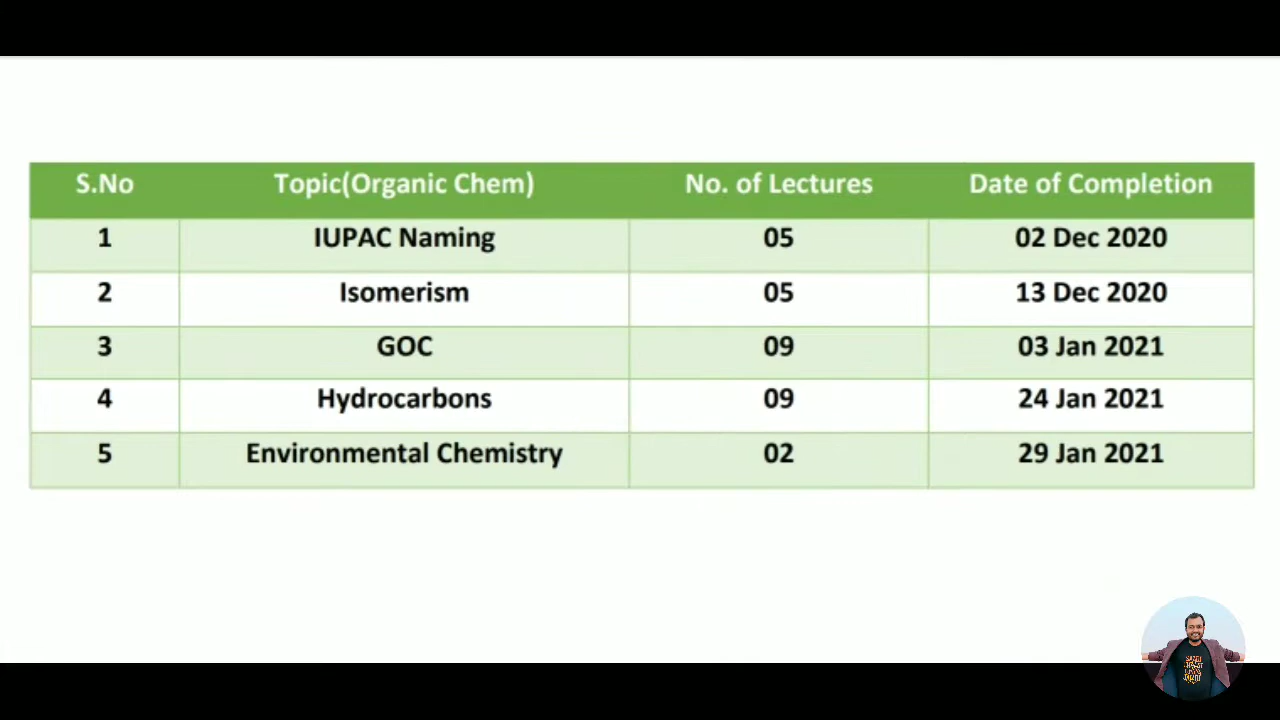 S.No Topic(Organic Chem) No. of Lectures Date of Completion
1 IUPAC Naming 05 02 Dec 2020
2 Isomerism 05 13 Dec 2020
3 GOC 09 03 Jan 2021
4 Hydrocarbons 09 24 Jan 2021
5 Environmental Chemistry 02 29 Jan 2021